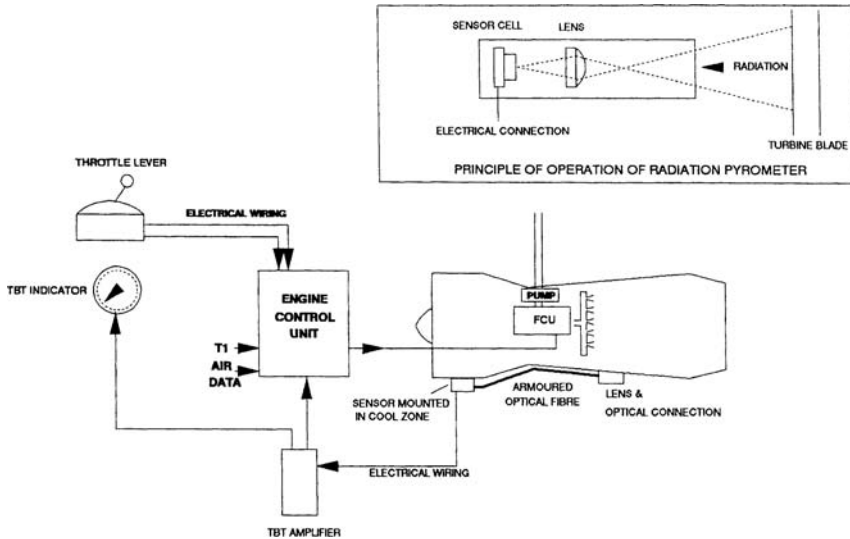 SENSOR CELL
LENS
RADIATION
ELECTRICAL CONNECTION
TURBINE BLADE
PRINCIPLE OF OPERATION OF RADIATION PYROMETER
THROTTLE LEVER
ELECTRICAL WIRING
TBT INDICATOR
ENGINE
CONTROL
UNIT
PUMP
FCU
T1
AIR
DATA
SENSOR MOUNTED
IN COOL ZONE
ARMOURED
OPTICAL FIBRE
LENS &
OPTICAL CONNECTION
ELECTRICAL WIRING
TBT AMPLIFIER